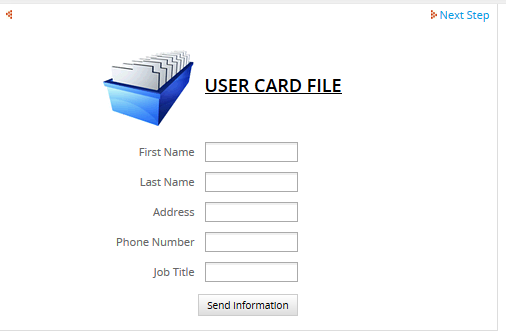 Next Step
USER CARD FILE
First Name
Last Name
Address
Phone Number
Job Title
Send Information